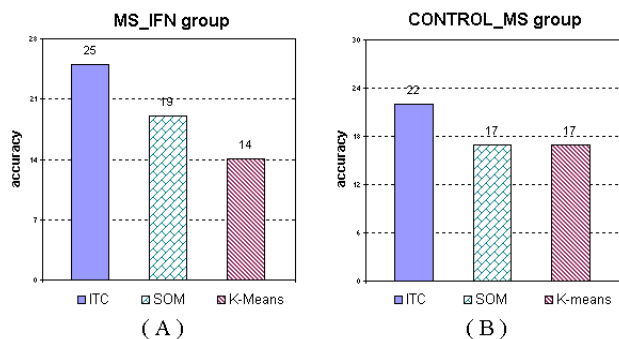 MS_IFN group
28
21
14
7
0
accuracy
25
19
14
ITC SOM K-Means
( A )
CONTROL_MS group
30
24
18
12
6
0
accuracy
22
17
17
ITC SOM K-means
( B )